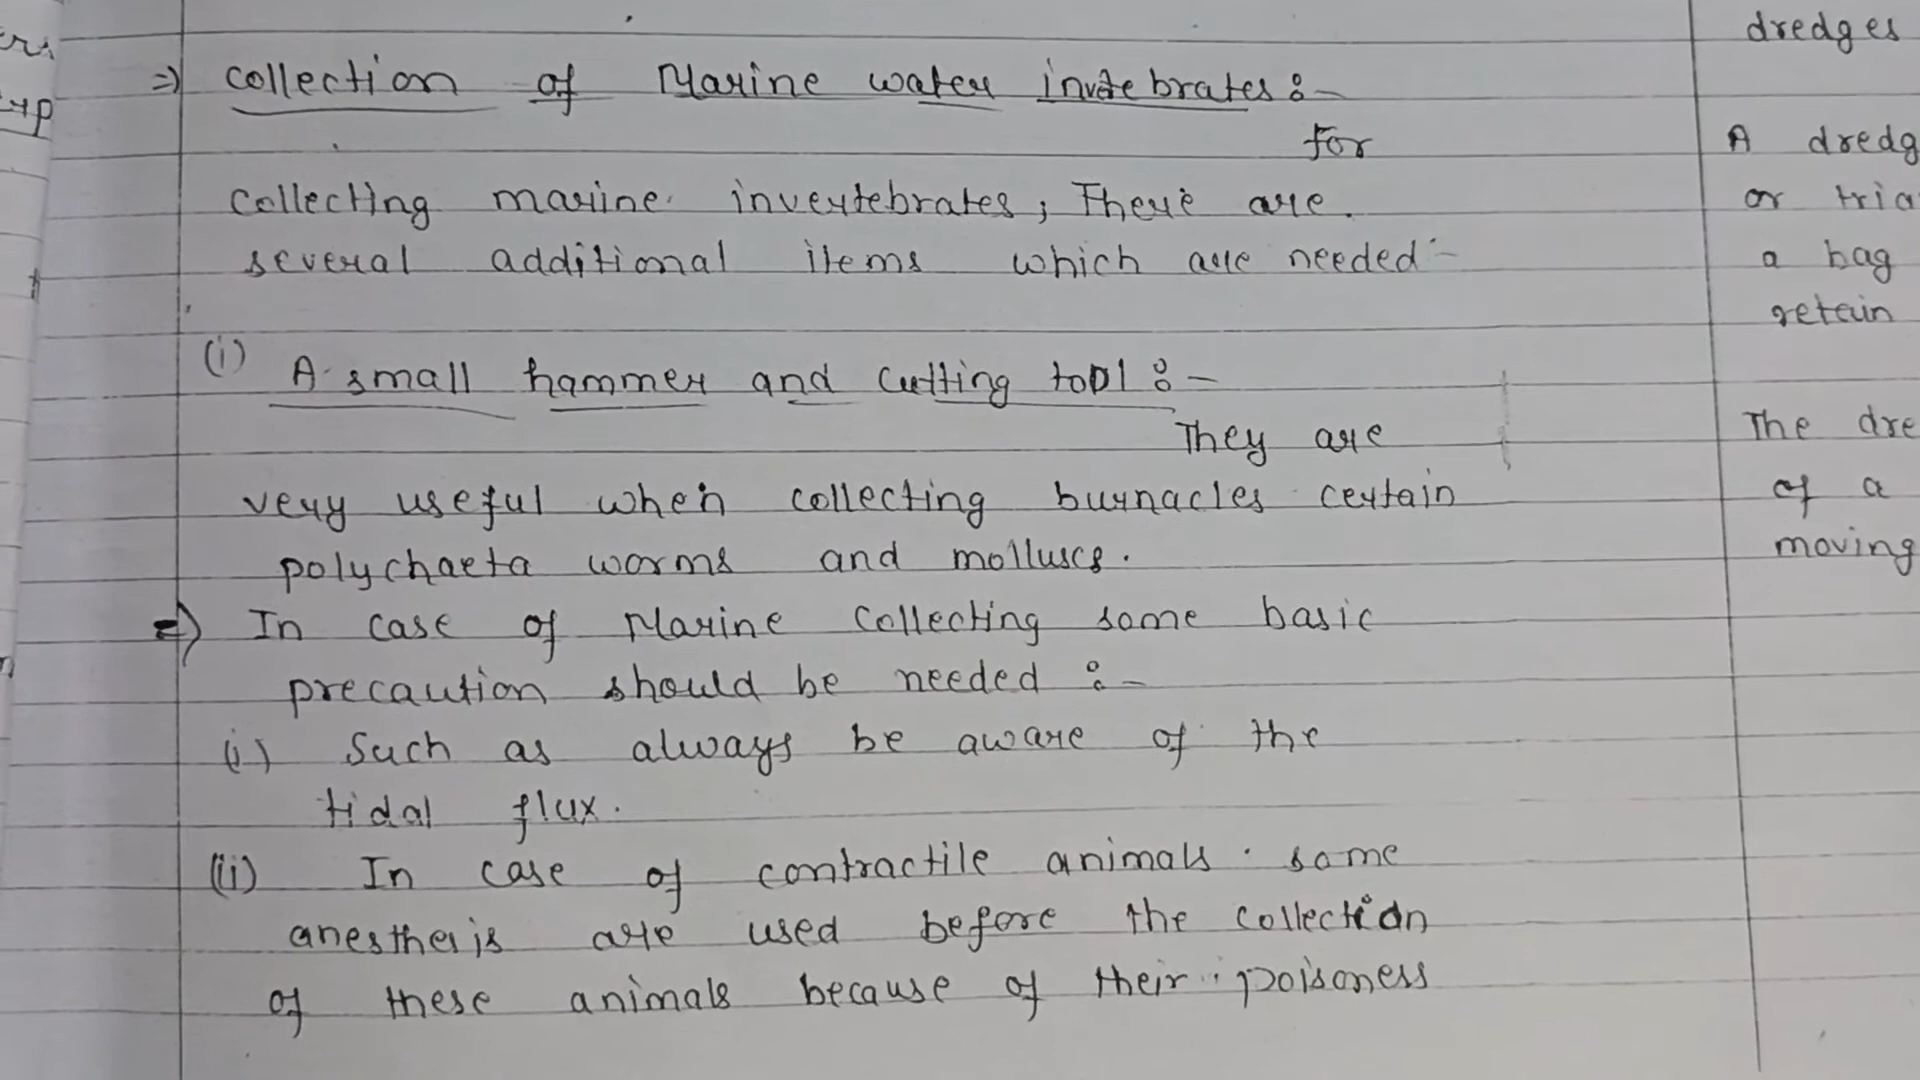 ⇒ collection of Marine water invetebrates :-
for
collecting marine invertebrates, There are
several additional items which are needed :-
(i) A small hammer and Cutting tool :-
They are
very useful when collecting burnacles certain
polychaeta worms and molluscs.
⇒ In case of Marine Collecting some basic
precaution should be needed :-
(i) Such as always be aware of the
tidal flux.
(ii) In case of contractile animals some
anestheis are used before the collection
of these animals because of their poisoness
dredges
A dredg
or tria
a bag
retain
The dre
of a
moving